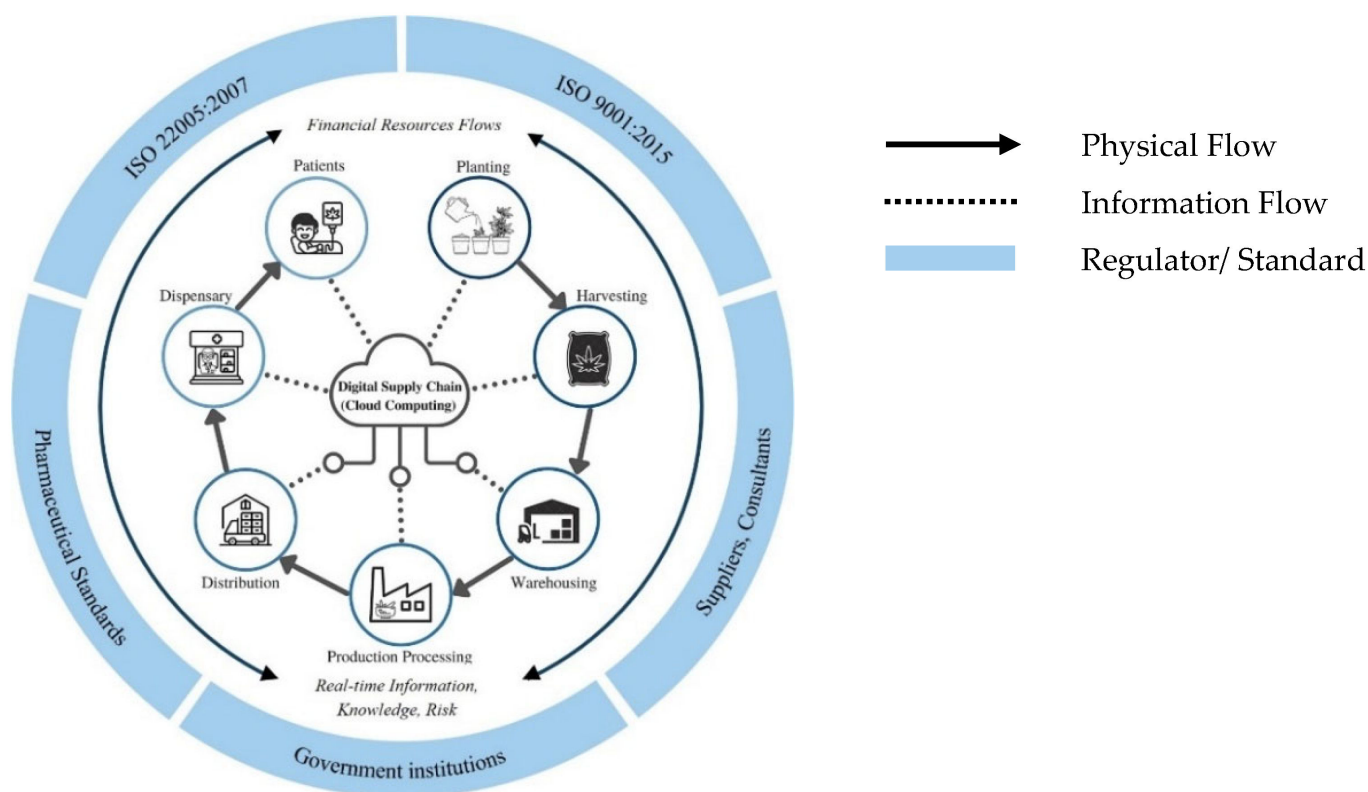 ISO 22005:2007
ISO 9001:2015
Financial Resources Flows
Patients
Planting
Dispensary
Harvesting
Digital Supply Chain
(Cloud Computing)
Distribution
Warehousing
Production Processing
Real-time Information,
Knowledge, Risk
Pharmaceutical Standards
Suppliers, Consultants
Government institutions
Physical Flow
Information Flow
Regulator/ Standard